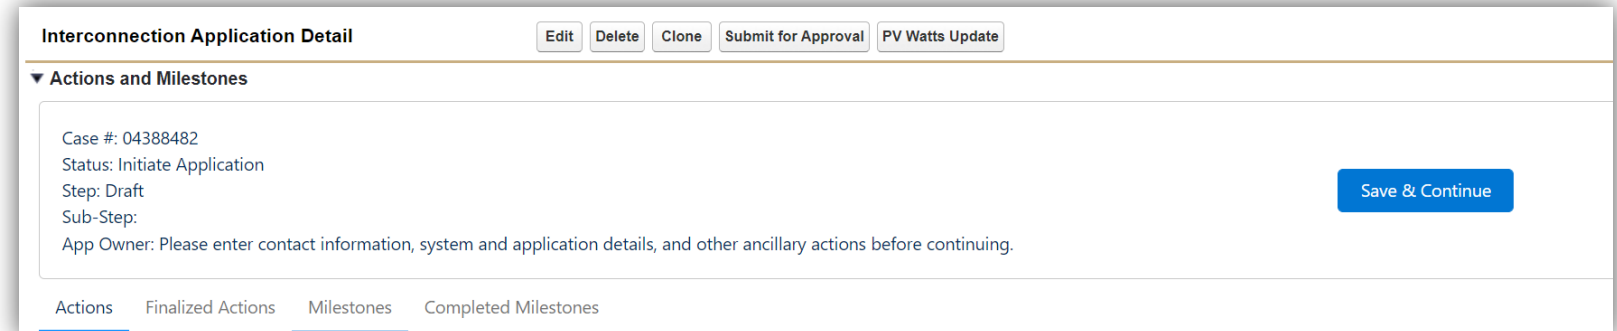 Interconnection Application Detail
Edit
Delete
Clone
Submit for Approval
PV Watts Update
Actions and Milestones
Case #: 04388482
Status: Initiate Application
Step: Draft
Sub-Step:
App Owner: Please enter contact information, system and application details, and other ancillary actions before continuing.
Save & Continue
Actions
Finalized Actions
Milestones
Completed Milestones